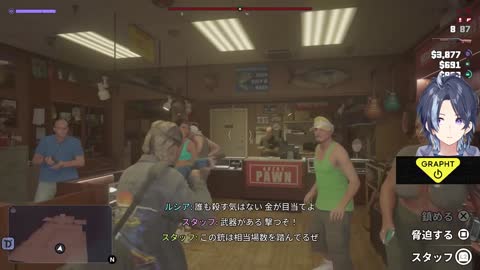 8 87
$3,877
$691
GRAPHT
PAWN
ルシア: 誰も殺す気はない 金が目当てよ
スタッフ: 武器がある 撃つぞ!
スタッフ: この銃は相当場数を踏んでるぜ
鎮める
脅迫する
スタッフ
N
D